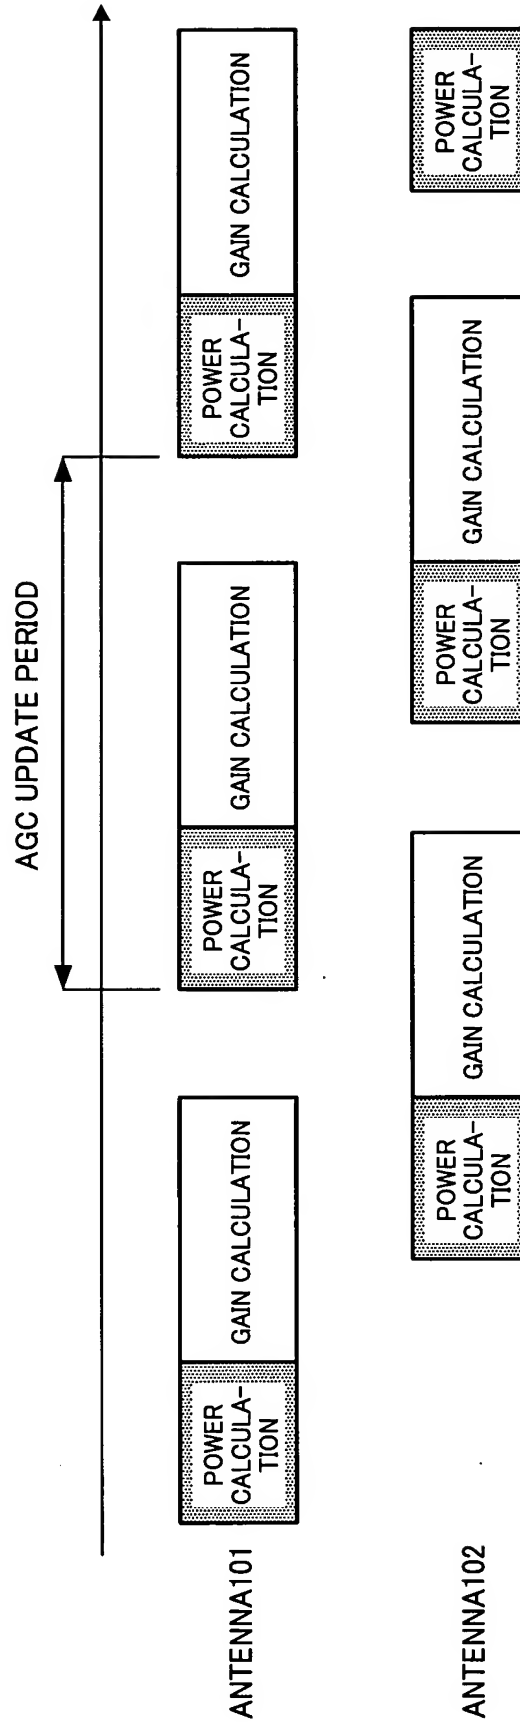 AGC UPDATE PERIOD
ANTENNA101
POWER
CALCULA-
TION
GAIN CALCULATION
POWER
CALCULA-
TION
GAIN CALCULATION
POWER
CALCULA-
TION
GAIN CALCULATION
ANTENNA102
POWER
CALCULA-
TION
GAIN CALCULATION
POWER
CALCULA-
TION
GAIN CALCULATION
POWER
CALCULA-
TION